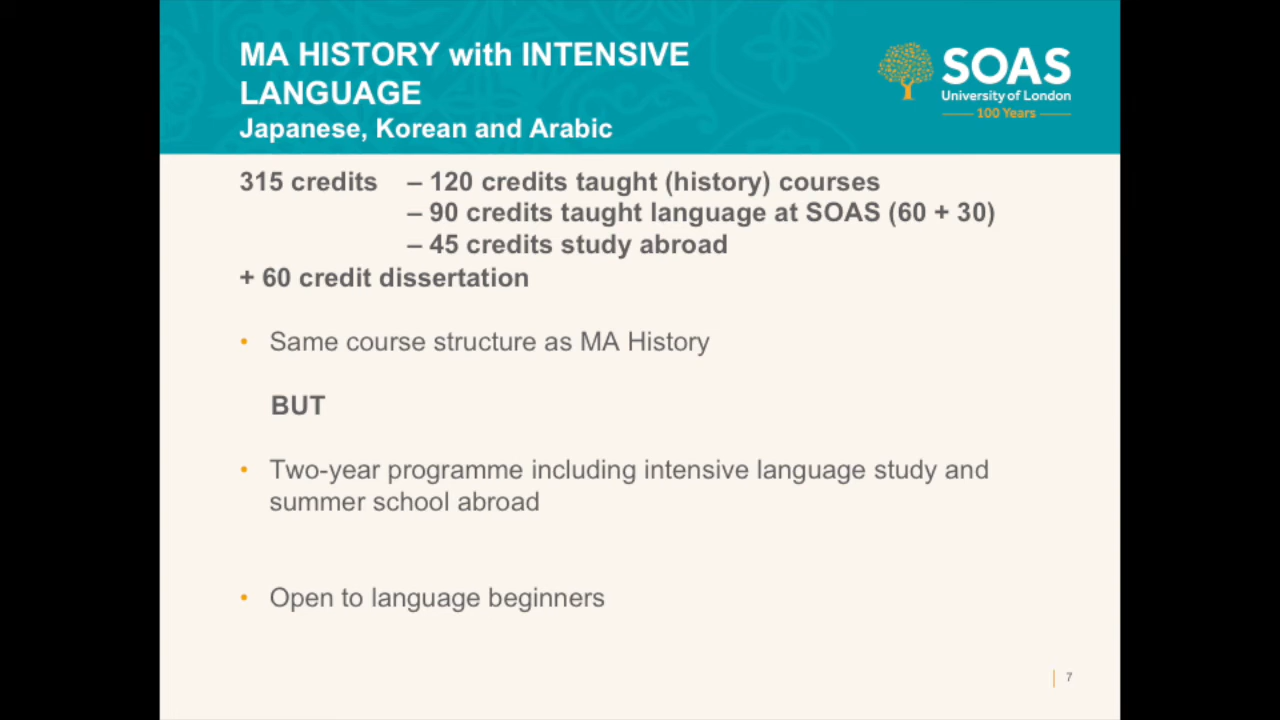 MA HISTORY with INTENSIVE
LANGUAGE
Japanese, Korean and Arabic
SOAS
University of London
100 Years
315 credits – 120 credits taught (history) courses
– 90 credits taught language at SOAS (60 + 30)
– 45 credits study abroad
+ 60 credit dissertation
• Same course structure as MA History
BUT
• Two-year programme including intensive language study and
summer school abroad
• Open to language beginners
7